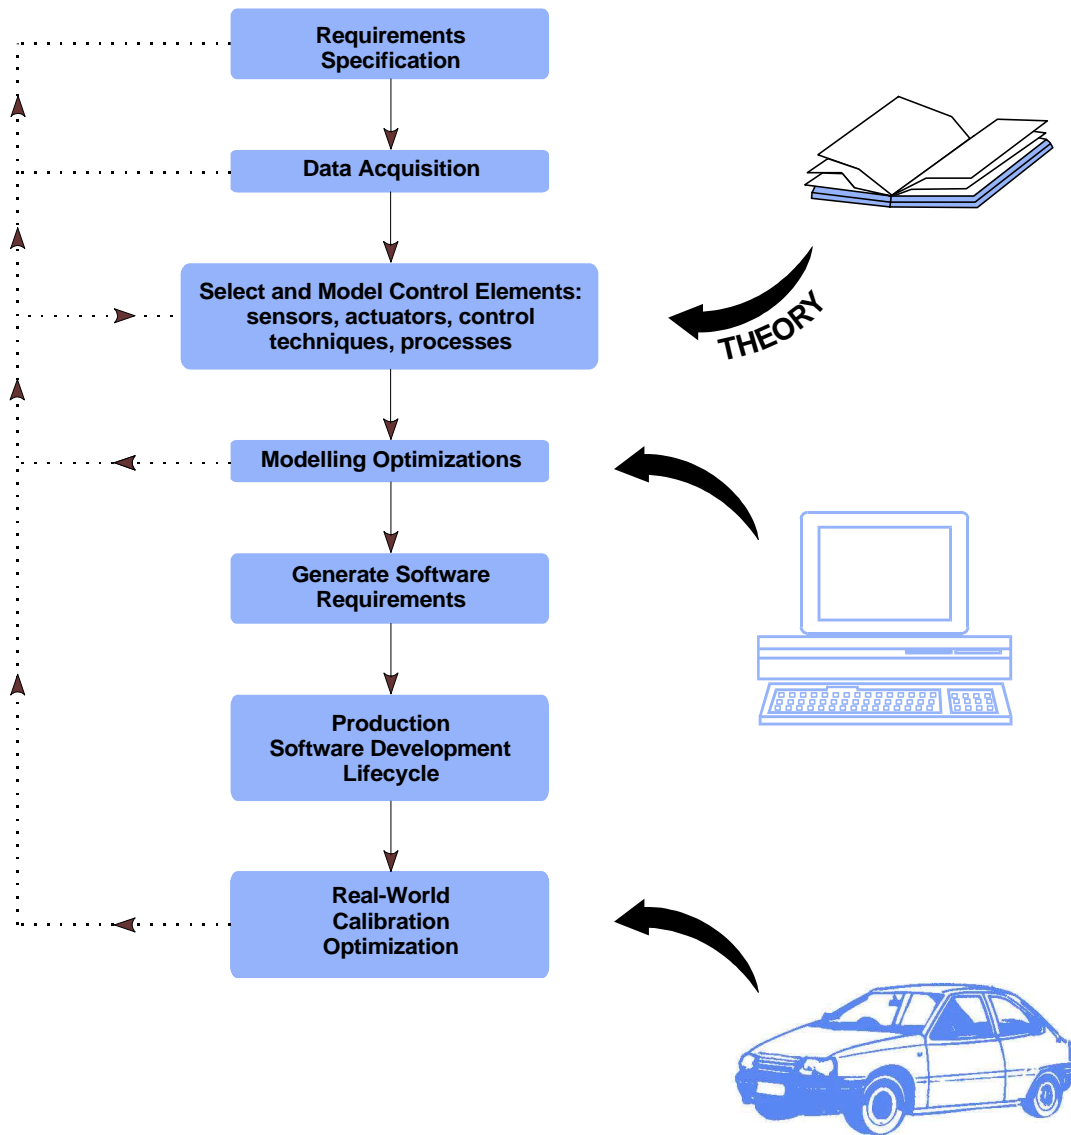 Requirements
Specification
Data Acquisition
Select and Model Control Elements:
sensors, actuators, control
techniques, processes
THEORY
Modelling Optimizations
Generate Software
Requirements
Production
Software Development
Lifecycle
Real-World
Calibration
Optimization